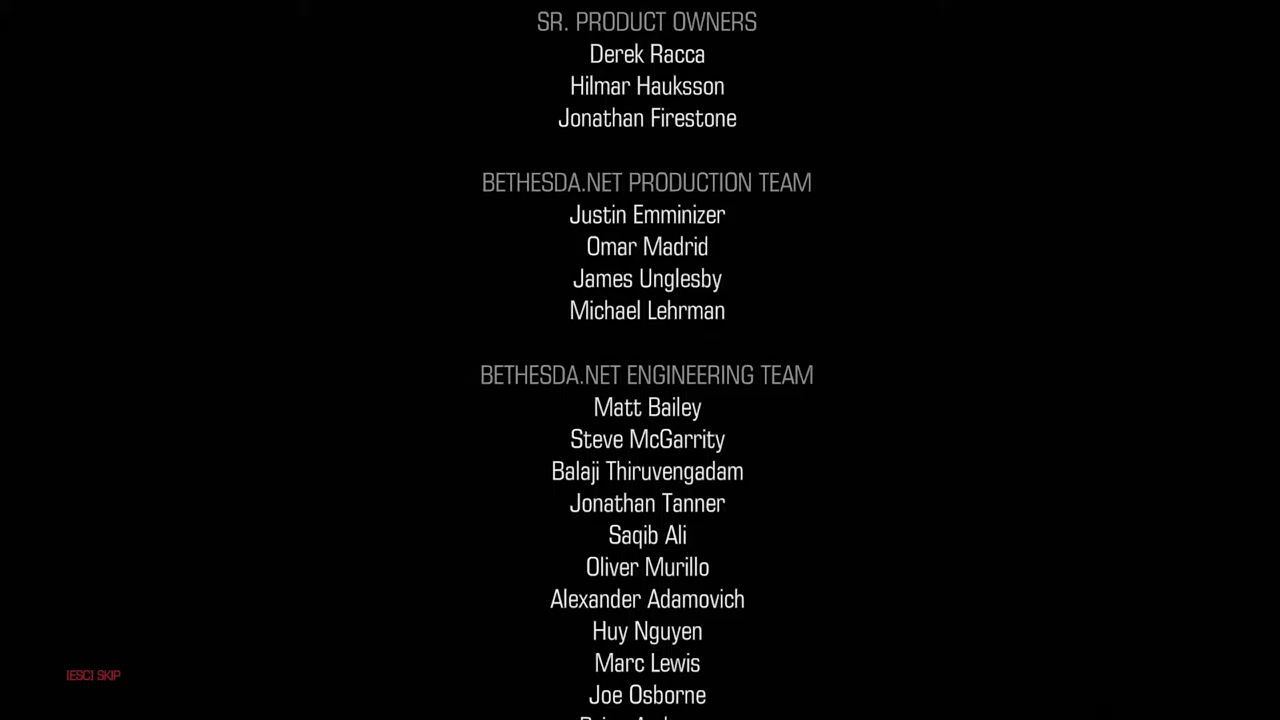 SR. PRODUCT OWNERS
Derek Racca
Hilmar Hauksson
Jonathan Firestone
BETHESDA.NET PRODUCTION TEAM
Justin Emminizer
Omar Madrid
James Unglesby
Michael Lehrman
BETHESDA.NET ENGINEERING TEAM
Matt Bailey
Steve McGarrity
Balaji Thiruvengadam
Jonathan Tanner
Saqib Ali
Oliver Murillo
Alexander Adamovich
Huy Nguyen
Marc Lewis
Joe Osborne
[ESC] SKIP